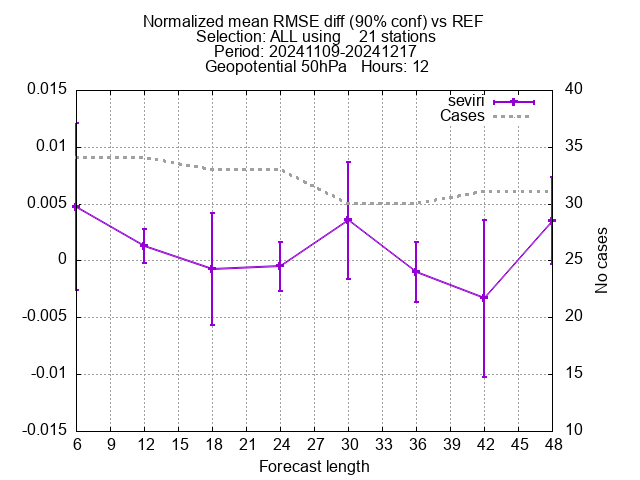 Normalized mean RMSE diff (90% conf) vs REF
Selection: ALL using    21 stations
Period: 20241109-20241217
Geopotential 50hPa   Hours: 12
seviri
Cases
0.015
0.01
0.005
0
-0.005
-0.01
-0.015
40
35
30
25
20
15
10
No cases
6 9 12 15 18 21 24 27 30 33 36 39 42 45 48
Forecast length